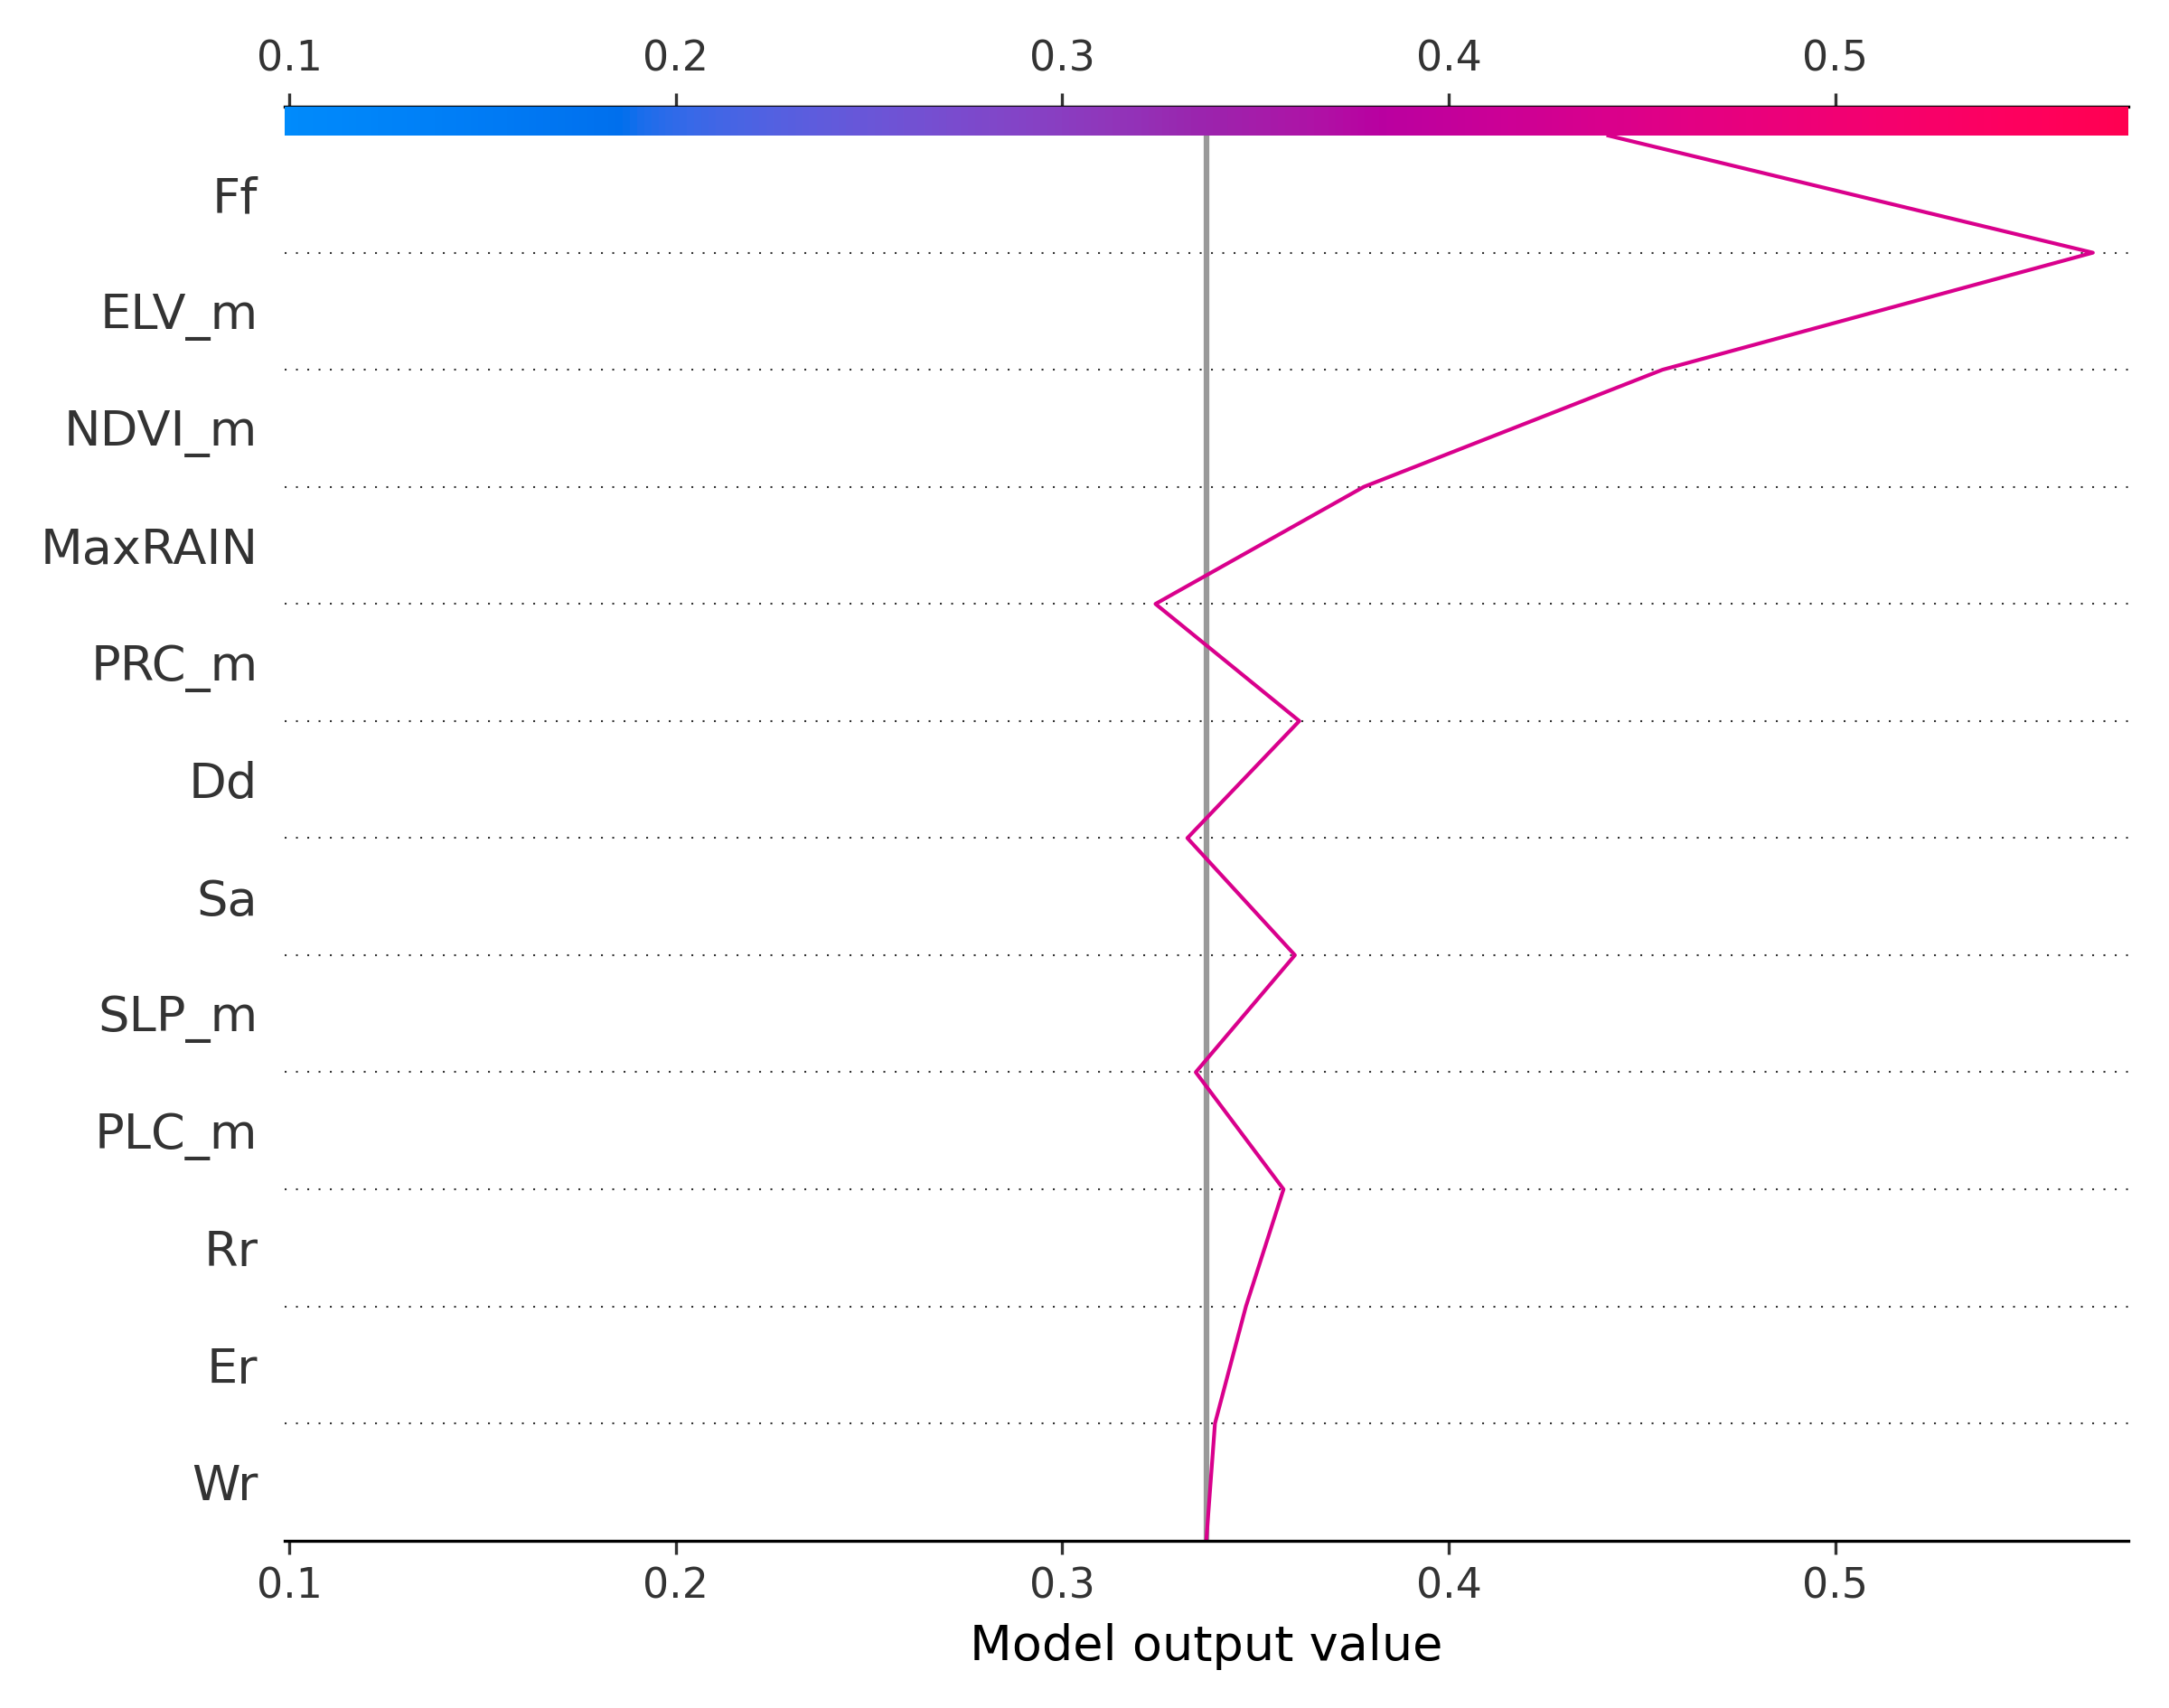 0.1 0.2 0.3 0.4 0.5
Ff
ELV_m
NDVI_m
MaxRAIN
PRC_m
Dd
Sa
SLP_m
PLC_m
Rr
Er
Wr
0.1 0.2 0.3 0.4 0.5
Model output value